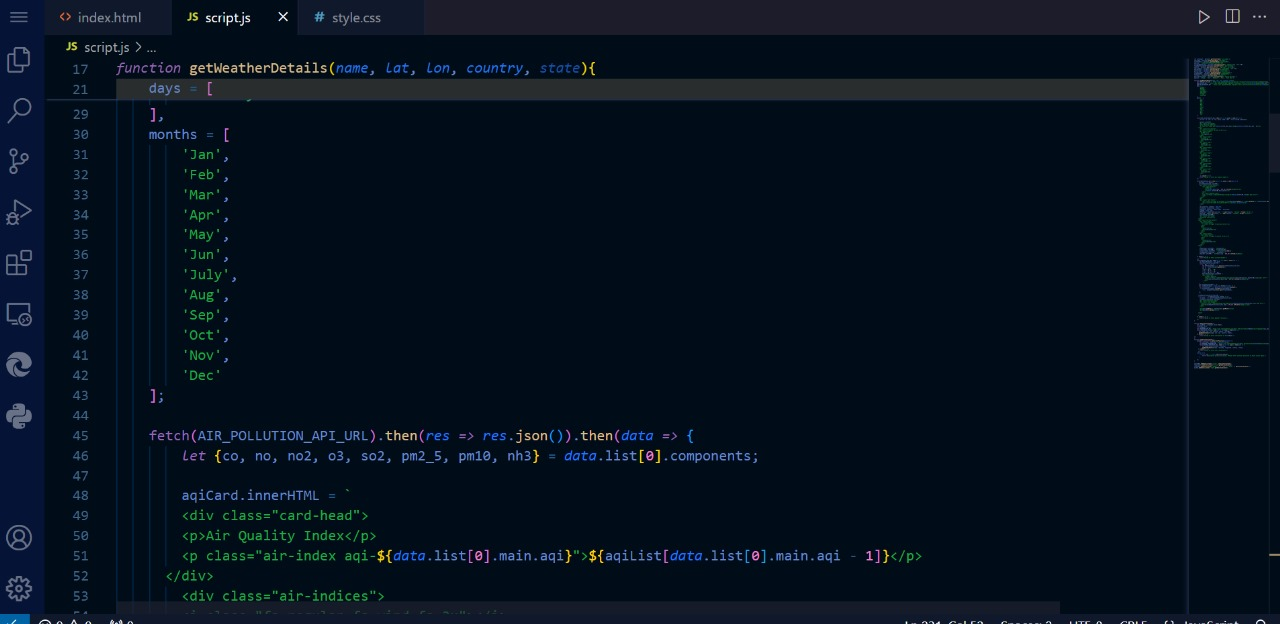 index.html
JS script.js
# style.css
JS script.js > ...
17 function getWeatherDetails(name, lat, lon, country, state){
21 days = [
29 ],
30 months = [
31 'Jan',
32 'Feb',
33 'Mar',
34 'Apr',
35 'May',
36 'Jun',
37 'July',
38 'Aug',
39 'Sep',
40 'Oct',
41 'Nov',
42 'Dec'
43 ];
44
45 fetch(AIR_POLLUTION_API_URL).then(res => res.json()).then(data => {
46 let {co, no, no2, o3, so2, pm2_5, pm10, nh3} = data.list[0].components;
47
48 aqiCard.innerHTML = `
49 <div class="card-head">
50 <p>Air Quality Index</p>
51 <p class="air-index aqi-${data.list[0].main.aqi}">${aqiList[data.list[0].main.aqi - 1]}</p>
52 </div>
53 <div class="air-indices">